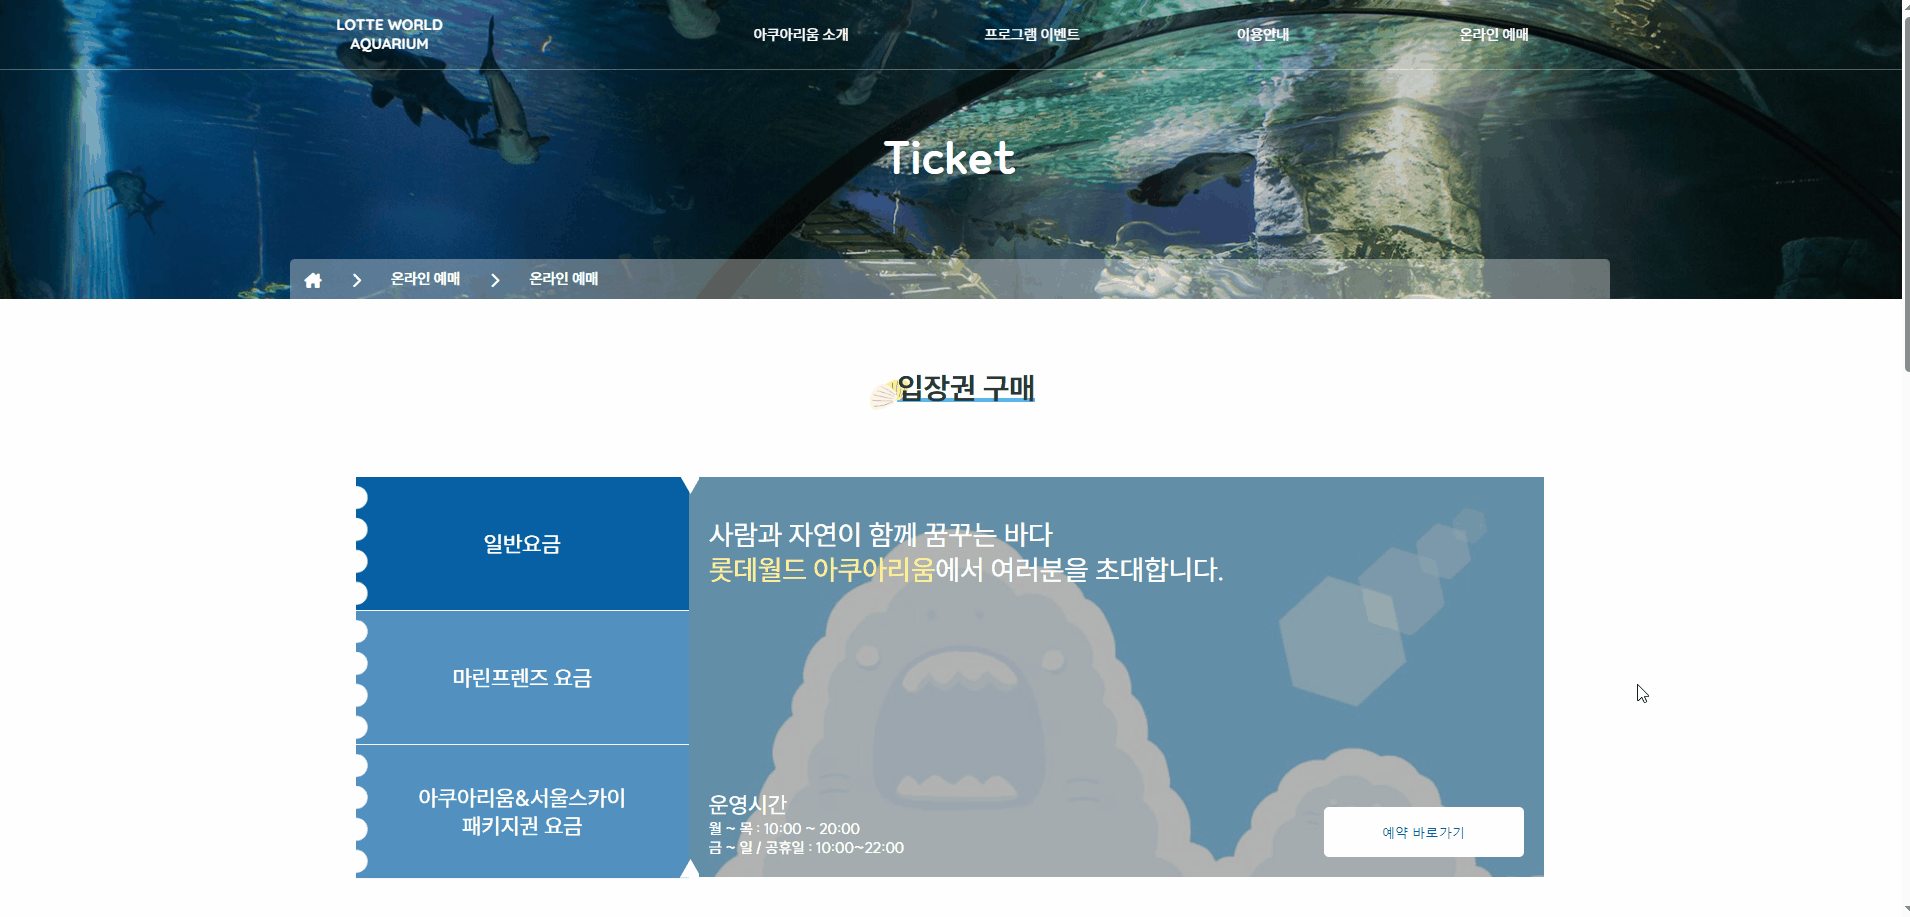 LOTTE WORLD
AQUARIUM
아쿠아리움 소개
프로그램 이벤트
이용안내
온라인 예매
Ticket
온라인 예매
온라인 예매
입장권 구매
일반요금
마린프렌즈 요금
아쿠아리움&서울스카이
패키지권 요금
사람과 자연이 함께 꿈꾸는 바다
롯데월드 아쿠아리움에서 여러분을 초대합니다.
운영시간
월 ~ 목 : 10:00 ~ 20:00
금 ~ 일 / 공휴일 : 10:00~22:00
예약 바로가기